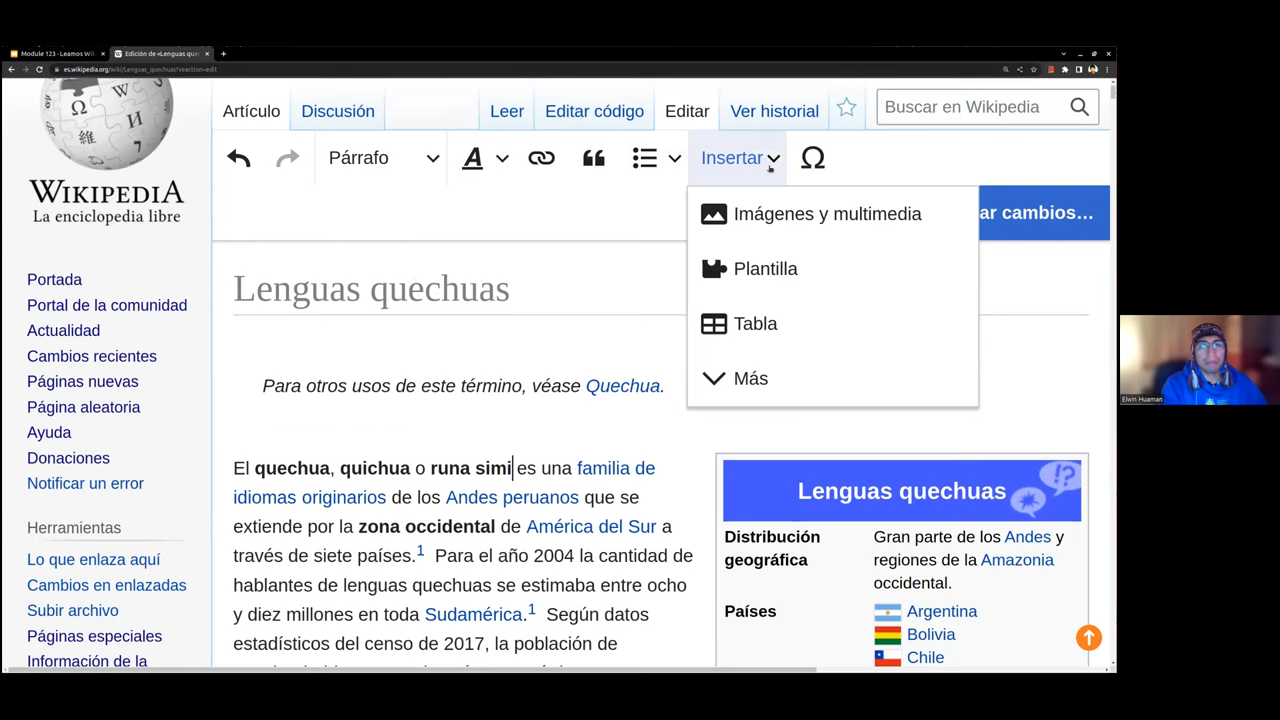 Module 123 - Leamos Wi
Edición de «Lenguas que
es.wikipedia.org/wiki/Lenguas_quechuas?veaction=edit
WIKIPEDIA
La enciclopedia libre
Portada
Portal de la comunidad
Actualidad
Cambios recientes
Páginas nuevas
Página aleatoria
Ayuda
Donaciones
Notificar un error
Herramientas
Lo que enlaza aquí
Cambios en enlazadas
Subir archivo
Páginas especiales
Información de la
Artículo Discusión Leer Editar código Editar Ver historial Buscar en Wikipedia
Párrafo A Insertar Ω
Imágenes y multimedia
Plantilla
Tabla
Más
ar cambios...
Lenguas quechuas
Para otros usos de este término, véase Quechua.
El quechua, quichua o runa simi es una familia de
idiomas originarios de los Andes peruanos que se
extiende por la zona occidental de América del Sur a
través de siete países.1 Para el año 2004 la cantidad de
hablantes de lenguas quechuas se estimaba entre ocho
y diez millones en toda Sudamérica.1 Según datos
estadísticos del censo de 2017, la población de
Lenguas quechuas
Distribución geográfica
Gran parte de los Andes y
regiones de la Amazonia
occidental.
Países
Argentina
Bolivia
Chile
Elwin Huaman